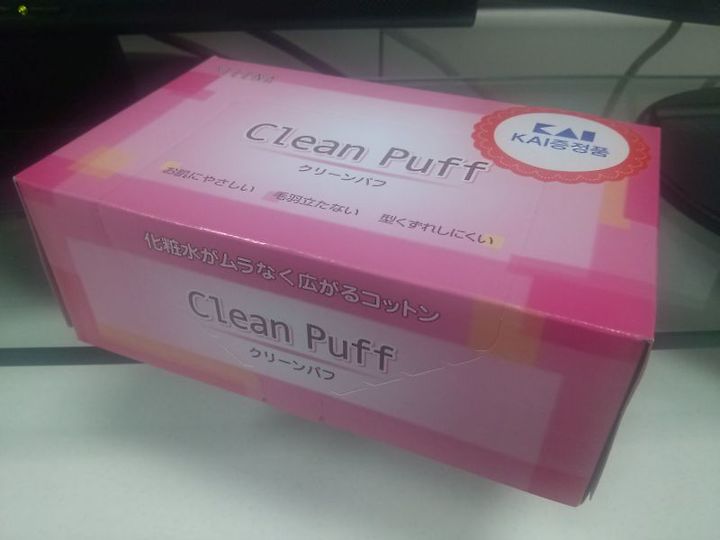 Clean Puff
クリーンパフ
お肌にやさしい 毛羽立たない 型くずれしにくい
KAI
KAI증정품
化粧水がムラなく広がるコットン
Clean Puff
クリーンパフ